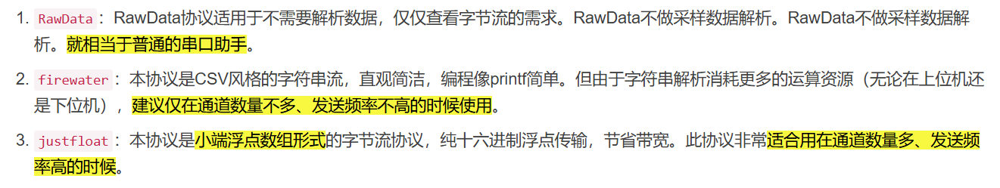 1. RawData：RawData协议适用于不需要解析数据，仅仅查看字节流的需求。RawData不做采样数据解析。RawData不做采样数据解
析。就相当于普通的串口助手。
2. firewater：本协议是CSV风格的字符串流，直观简洁，编程像printf简单。但由于字符串解析消耗更多的运算资源（无论在上位机还
是下位机），建议仅在通道数量不多、发送频率不高的时候使用。
3. justfloat：本协议是小端浮点数组形式的字节流协议，纯十六进制浮点传输，节省带宽。此协议非常适合用在通道数量多、发送频
率高的时候。